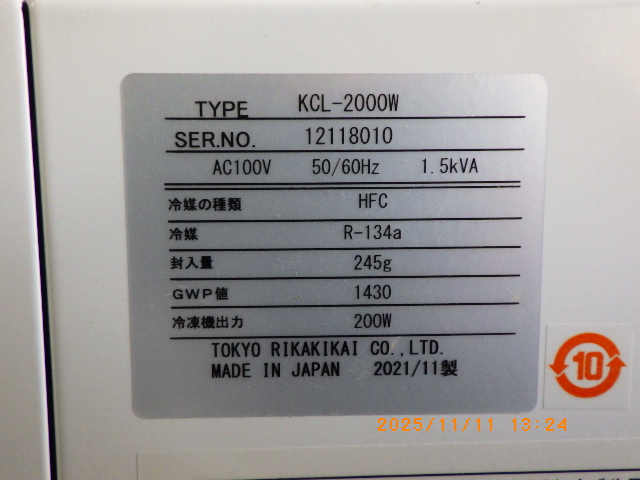 TYPE KCL-2000W
SER.NO. 12118010
AC100V 50/60Hz 1.5kVA
冷媒の種類 HFC
冷媒 R-134a
封入量 245g
GWP値 1430
冷凍機出力 200W
TOKYO RIKAKIKAI CO.,LTD.
MADE IN JAPAN 2021/11製
10
2025/11/11 13:24